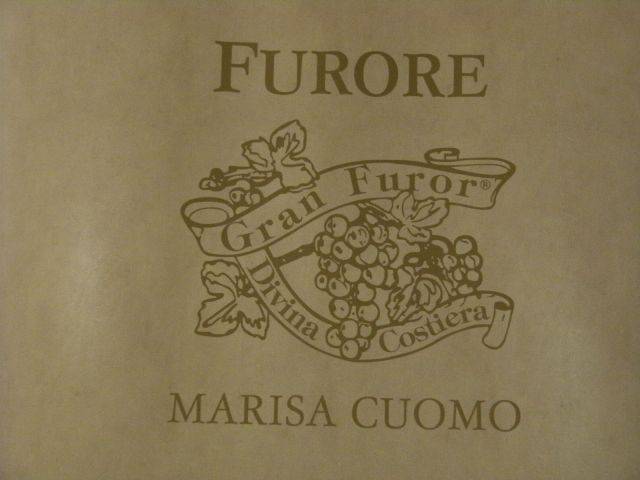 FURORE
Gran Furor®
Divina Costiera
MARISA CUOMO